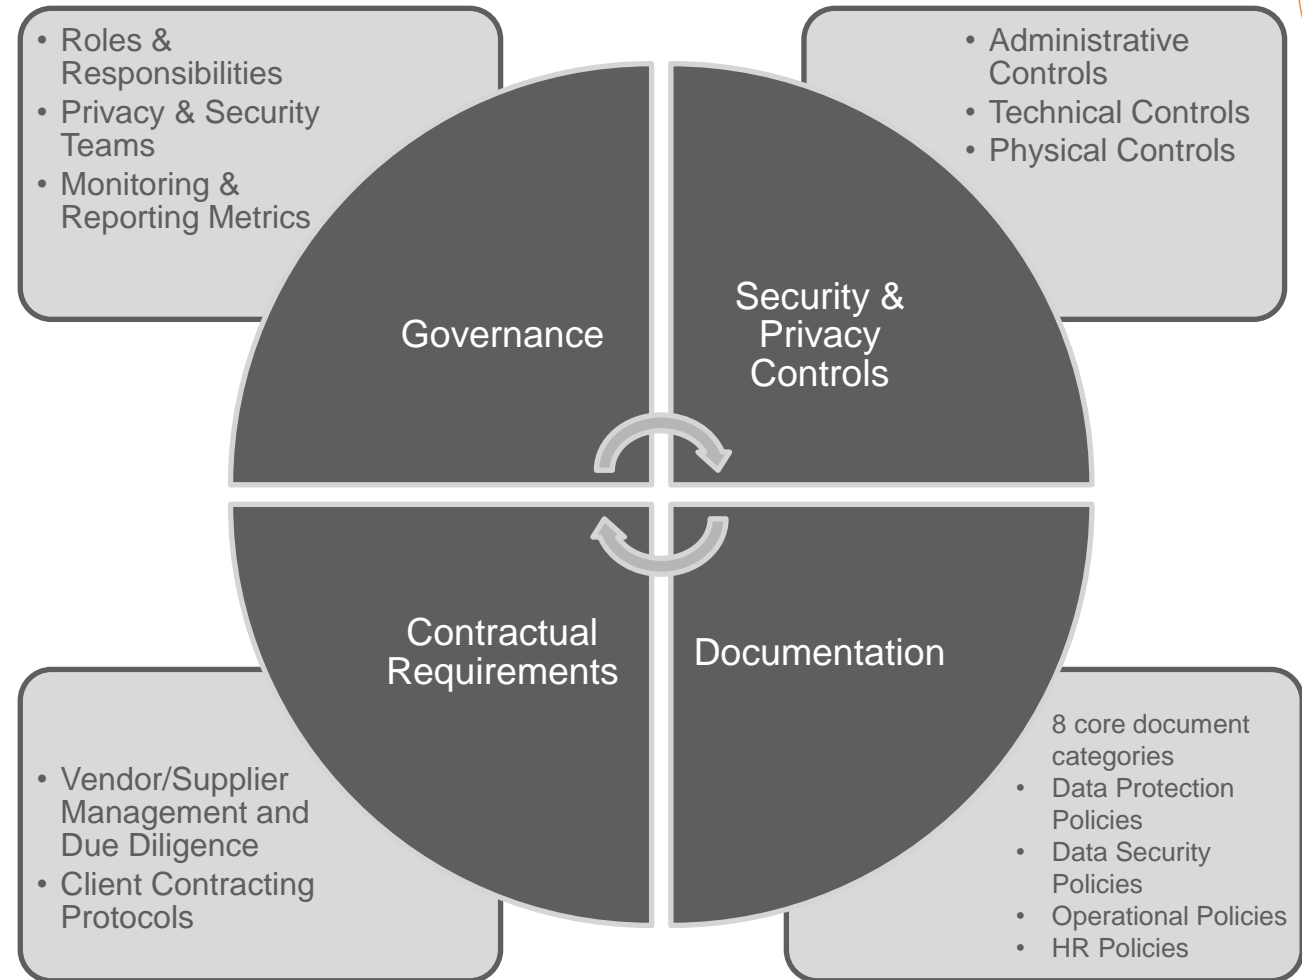 • Roles &
Responsibilities
• Privacy & Security
Teams
• Monitoring &
Reporting Metrics
• Administrative
Controls
• Technical Controls
• Physical Controls
Governance
Security &
Privacy
Controls
Contractual
Requirements
Documentation
• Vendor/Supplier
Management and
Due Diligence
• Client Contracting
Protocols
8 core document
categories
• Data Protection
Policies
• Data Security
Policies
• Operational Policies
• HR Policies